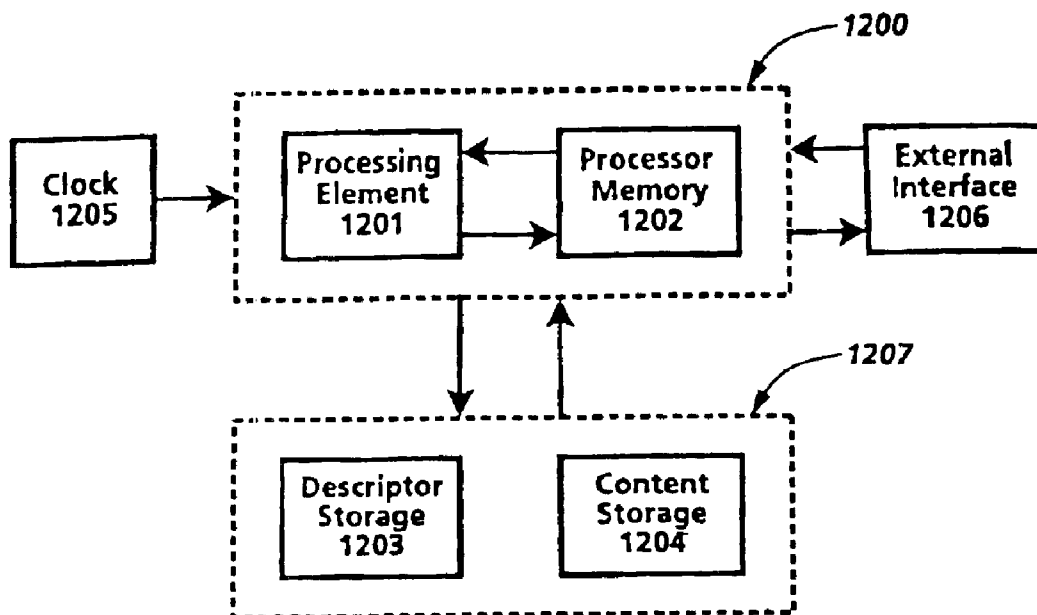 1200
Clock
1205
Processing
Element
1201
Processor
Memory
1202
External
Interface
1206
1207
Descriptor
Storage
1203
Content
Storage
1204